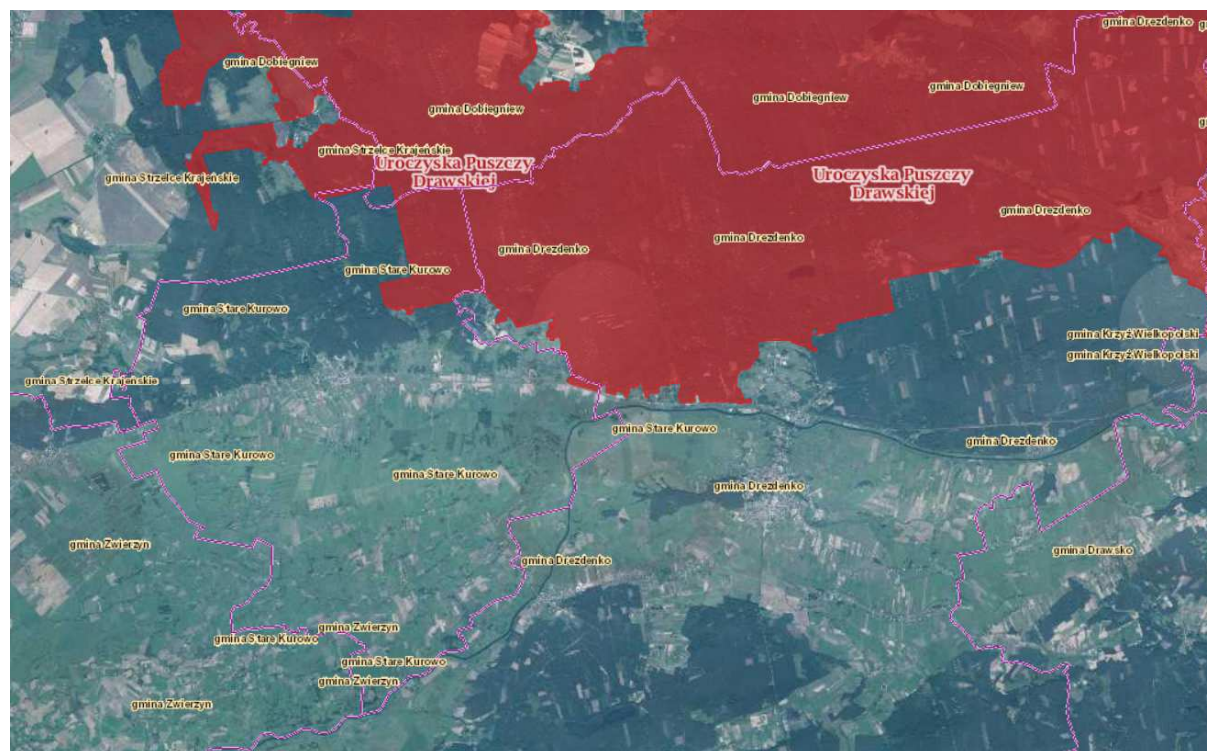 gmina Drezdenko
gmina Dobiegniew
gmina Dobiegniew
gmina Dobiegniew
gmina Dobiegniew
gmina Strzelce Krajeńskie
Uroczyska Puszczy
Drawskiej
gmina Strzelce Krajeńskie
Uroczyska Puszczy
Drawskiej
gmina Drezdenko
gmina Drezdenko
gmina Drezdenko
gmina Stare Kurowo
gmina Stare Kurowo
gmina Krzyż Wielkopolski
gmina Krzyż Wielkopolski
gmina Strzelce Krajeńskie
gmina Stare Kurowo
gmina Drezdenko
gmina Stare Kurowo
gmina Stare Kurowo
gmina Drezdenko
gmina Zwierzyn
gmina Drawsko
gmina Drezdenko
gmina Zwierzyn
gmina Stare Kurowo
gmina Stare Kurowo
gmina Zwierzyn
gmina Zwierzyn